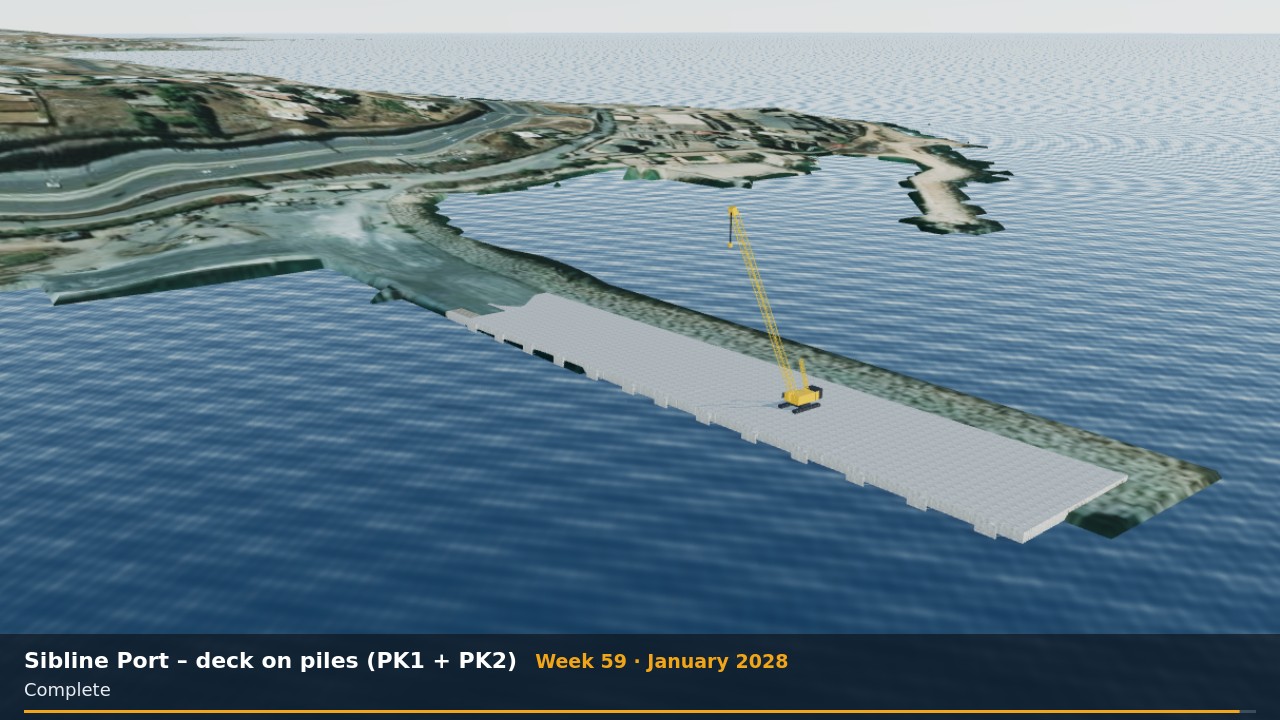 Sibline Port – deck on piles (PK1 + PK2) Week 59 · January 2028
Complete